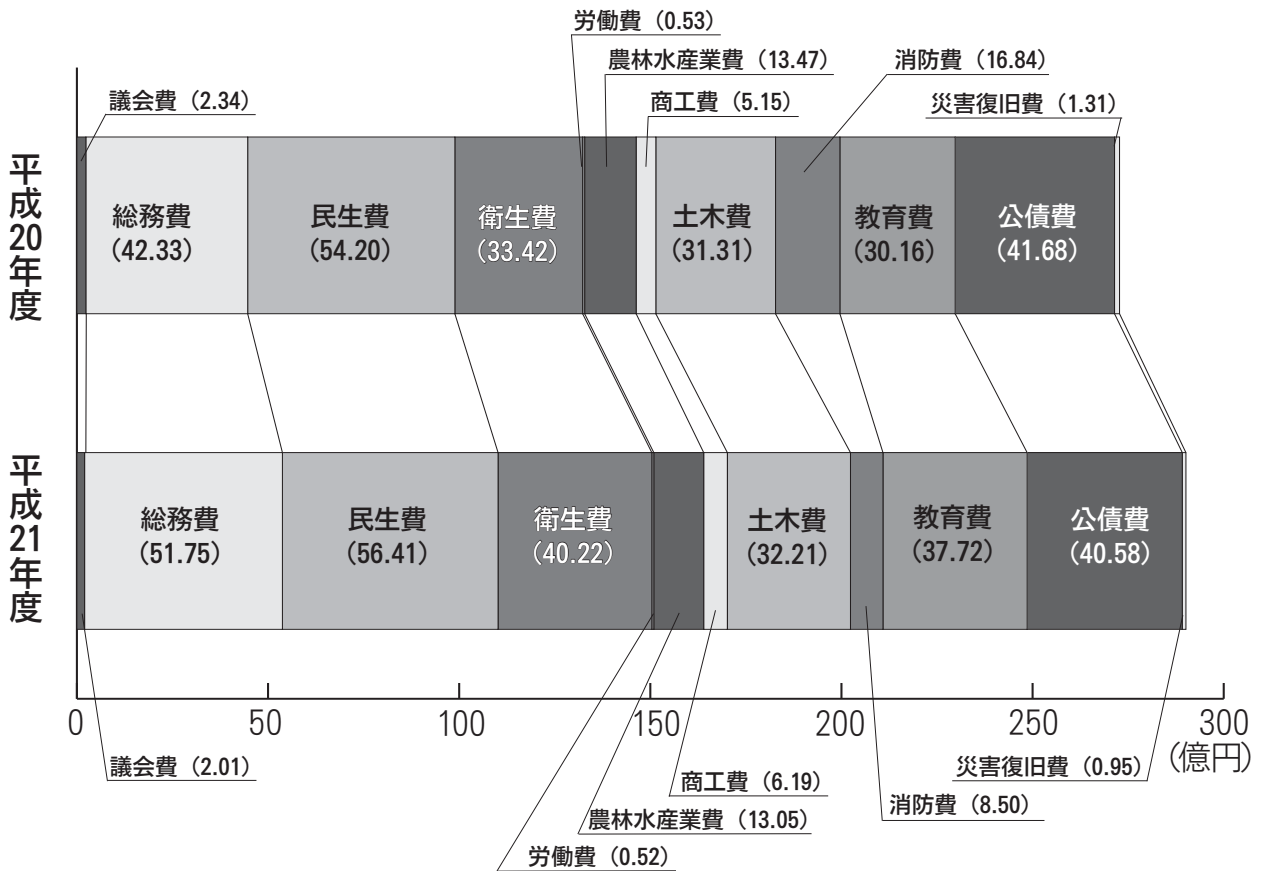 労働費（0.53）
農林水産業費（13.47）
消防費（16.84）
議会費（2.34）
商工費（5.15）
災害復旧費（1.31）
平成20年度
総務費
（42.33）
民生費
（54.20）
衛生費
（33.42）
土木費
（31.31）
教育費
（30.16）
公債費
（41.68）
平成21年度
総務費
（51.75）
民生費
（56.41）
衛生費
（40.22）
土木費
（32.21）
教育費
（37.72）
公債費
（40.58）
0 50 100 150 200 250 300
（億円）
議会費（2.01）
災害復旧費（0.95）
商工費（6.19）
消防費（8.50）
農林水産業費（13.05）
労働費（0.52）